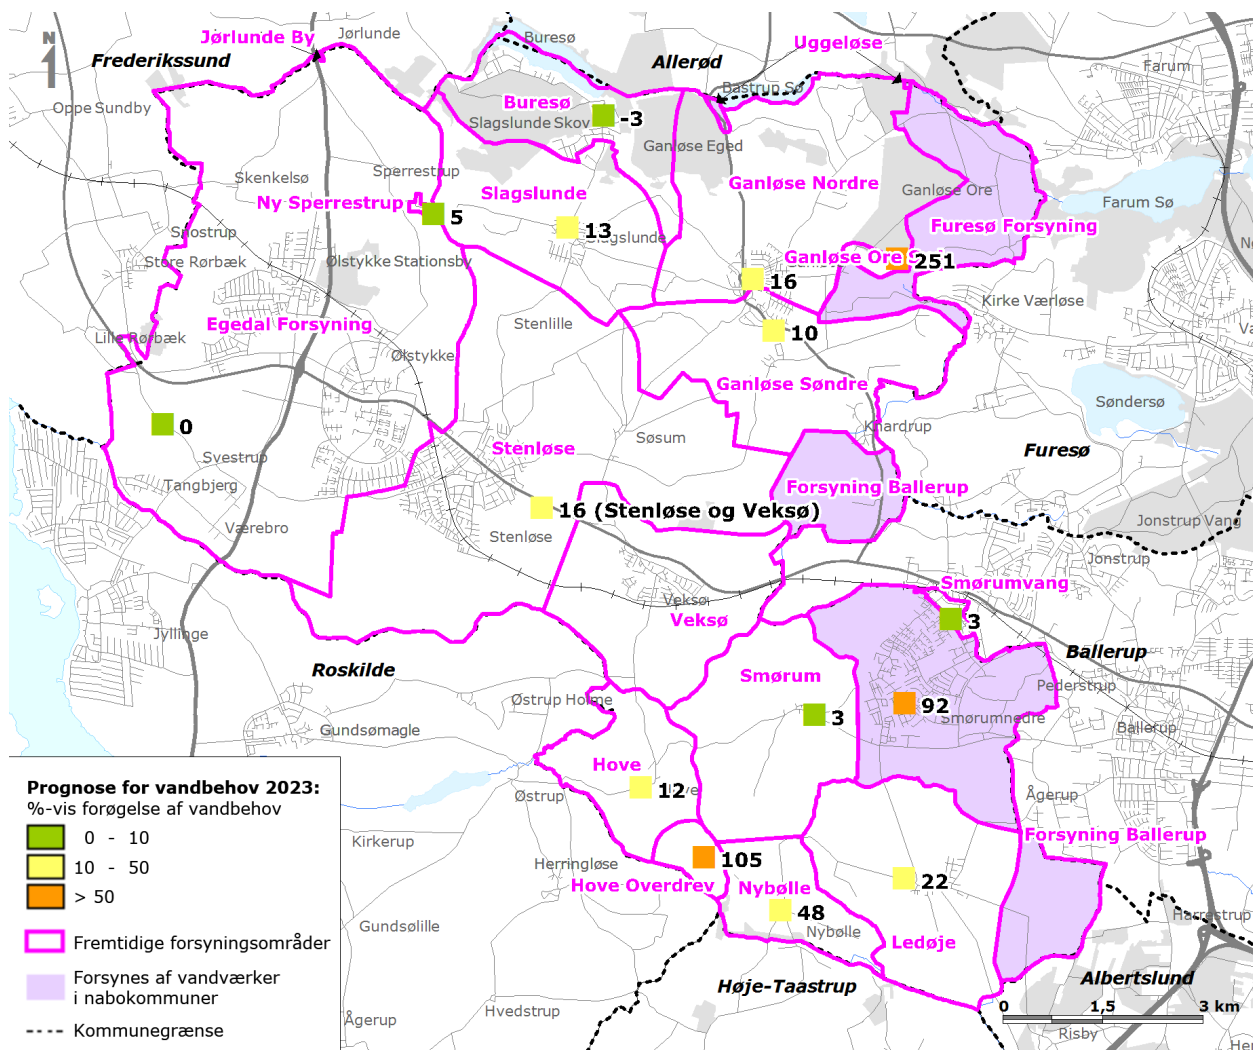 N
Jørlunde By
Jørlunde
Frederikssund
Buresø
Allerød
Uggeløse
Farum
Oppe Sundby
Bastrup Sø
Buresø
-3
Slagslunde Skov
Ganløse Eged
Sperrestrup
Skenkelsø
Slagslunde
Ganløse Nordre
Ganløse Ore
Farum Sø
Ny Sperrestrup
5
13
Slagslunde
Furesø Forsyning
Snostrup
Store Rørbæk
Ølstykke Stationsby
Ganløse Ore
251
16
Kirke Værløse
Egedal Forsyning
Stenlille
Lille Rørbæk
10
Ølstykke
Ganløse Søndre
Søndersø
0
Knardrup
Søsum
Stenløse
Furesø
Svestrup
Tangbjerg
Forsyning Ballerup
16 (Stenløse og Veksø)
Jonstrup Vang
Værebro
Stenløse
Jonstrup
Smørumvang
Veksø
Veksø
3
Jyllinge
Ballerup
Roskilde
Smørum
Pederstrup
Østrup Holme
92
3
Smørumnedre
Gundsømagle
Ballerup
Hove
12
Østrup
Ågerup
Kirkerup
Forsyning Ballerup
Herringløse
105
Hove Overdrev
Nybølle
22
48
Gundsølille
Nybølle
Ledøje
Harrestrup
Høje-Taastrup
Albertslund
Hvedstrup
Ågerup
0 1,5 3 km
Risby
Prognose for vandbehov 2023:
%-vis forøgelse af vandbehov
0 - 10
10 - 50
> 50
Fremtidige forsyningsområder
Forsynes af vandværker
i nabokommuner
Kommunegrænse